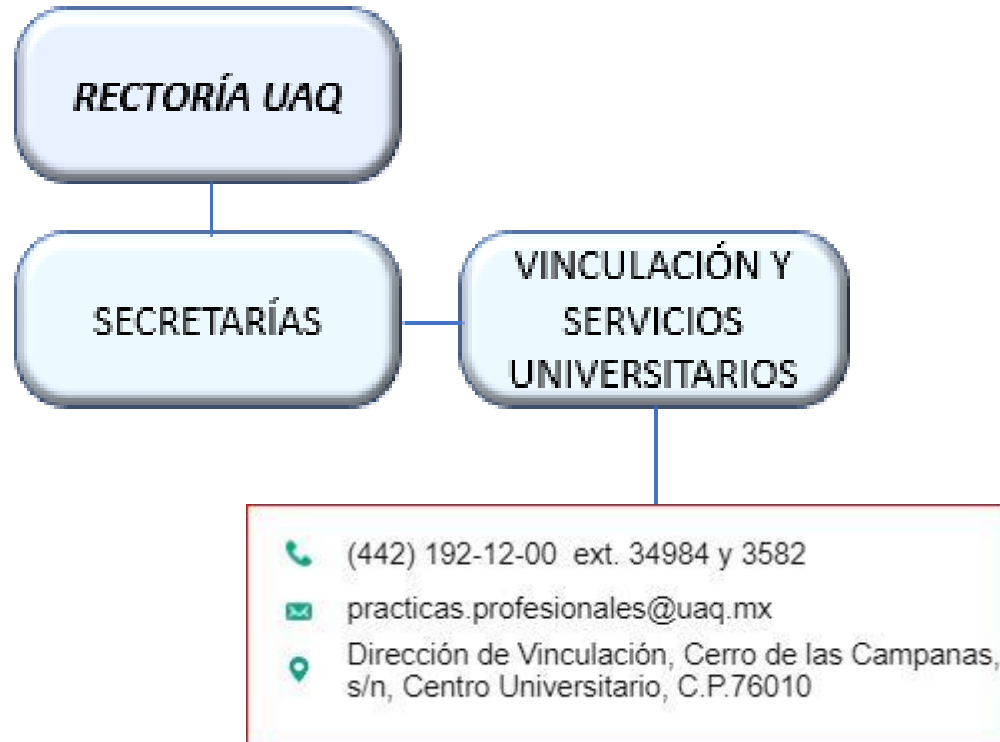 RECTORÍA UAQ
SECRETARÍAS
VINCULACIÓN Y
SERVICIOS
UNIVERSITARIOS
(442) 192-12-00 ext. 34984 y 3582
practicas.profesionales@uaq.mx
Dirección de Vinculación, Cerro de las Campanas,
s/n, Centro Universitario, C.P.76010